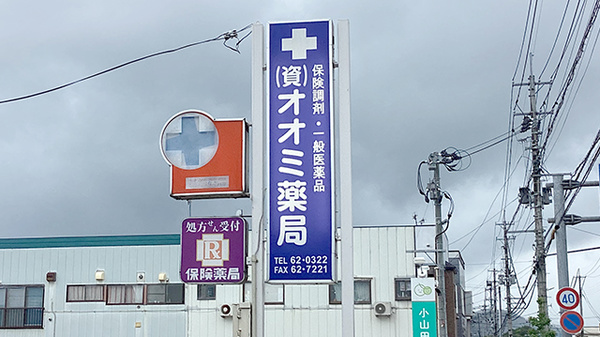 (資)オオミ薬局
保険調剤・一般医薬品
TEL 62-0322
FAX 62-7221
処方せん受付
R
保険薬局
小山田
40